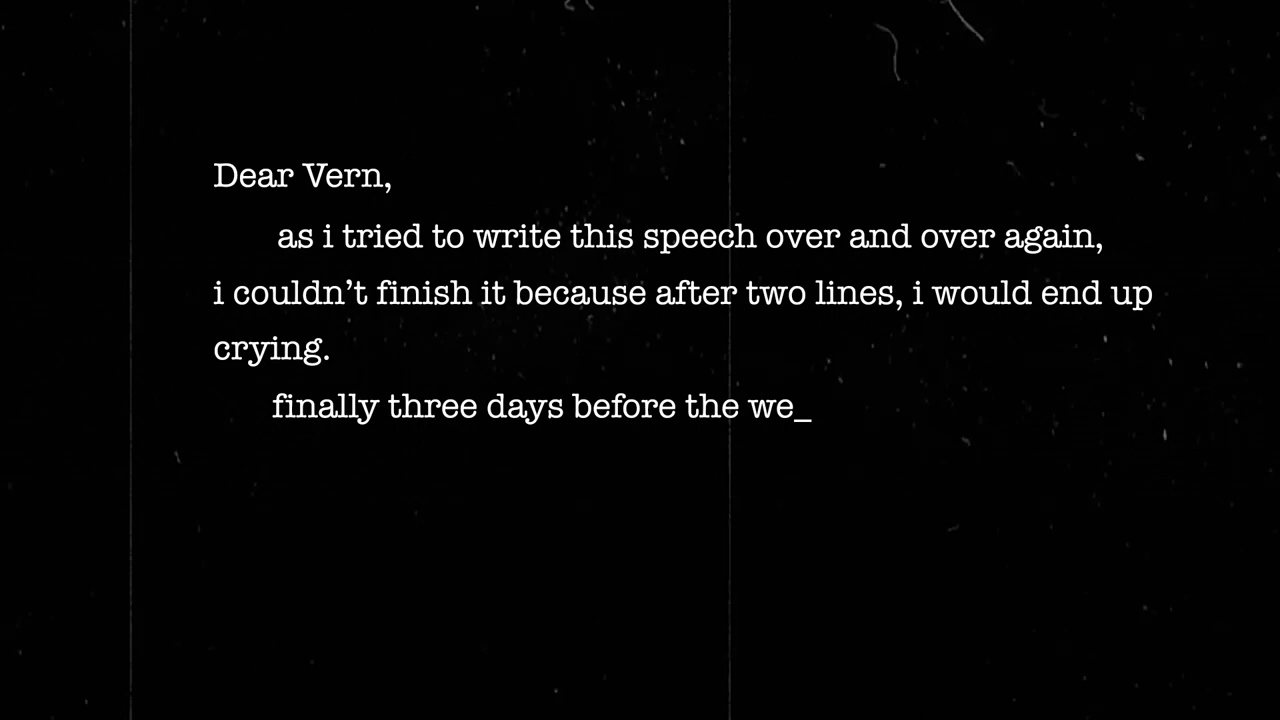 Dear Vern,
as i tried to write this speech over and over again,
i couldn’t finish it because after two lines, i would end up
crying.
finally three days before the we_